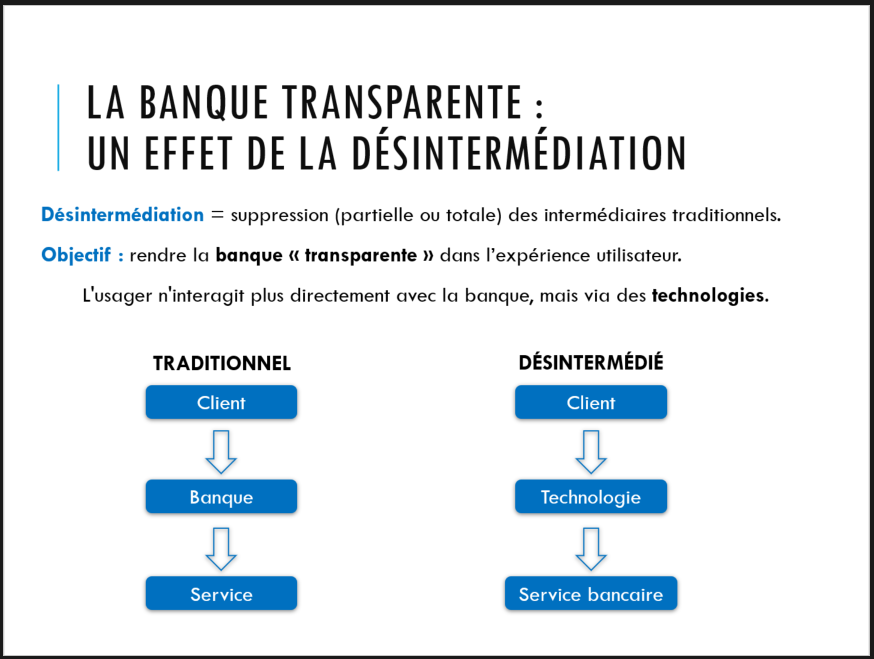 LA BANQUE TRANSPARENTE :
UN EFFET DE LA DÉSINTERMÉDIATION
Désintermédiation = suppression (partielle ou totale) des intermédiaires traditionnels.
Objectif : rendre la banque « transparente » dans l’expérience utilisateur.
L'usager n'interagit plus directement avec la banque, mais via des technologies.
TRADITIONNEL
Client
Banque
Service
DÉSINTERMÉDIÉ
Client
Technologie
Service bancaire